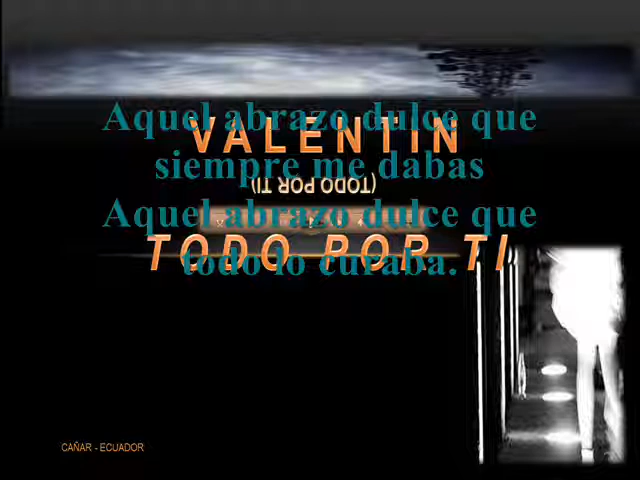 Aquel abrazo dulce que
VALENTIN
siempre me dabas
(TODO POR TI)
Aquel abrazo dulce que
TODO POR TI
todo lo curaba.
CAÑAR - ECUADOR